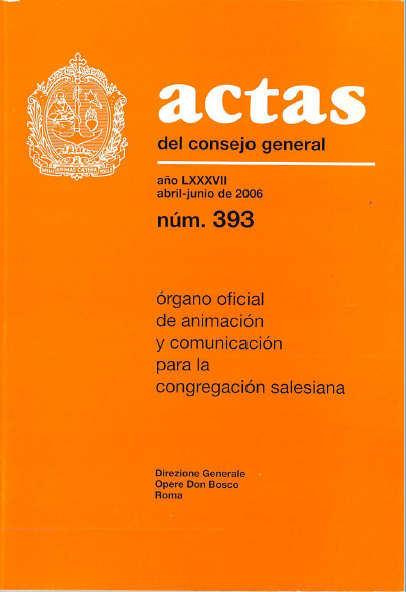 actas
del consejo general
año LXXXVII
abril-junio de 2006
núm. 393
órgano oficial
de animación
y comunicación
para la
congregación salesiana
Direzione Generale
Opere Don Bosco
Roma